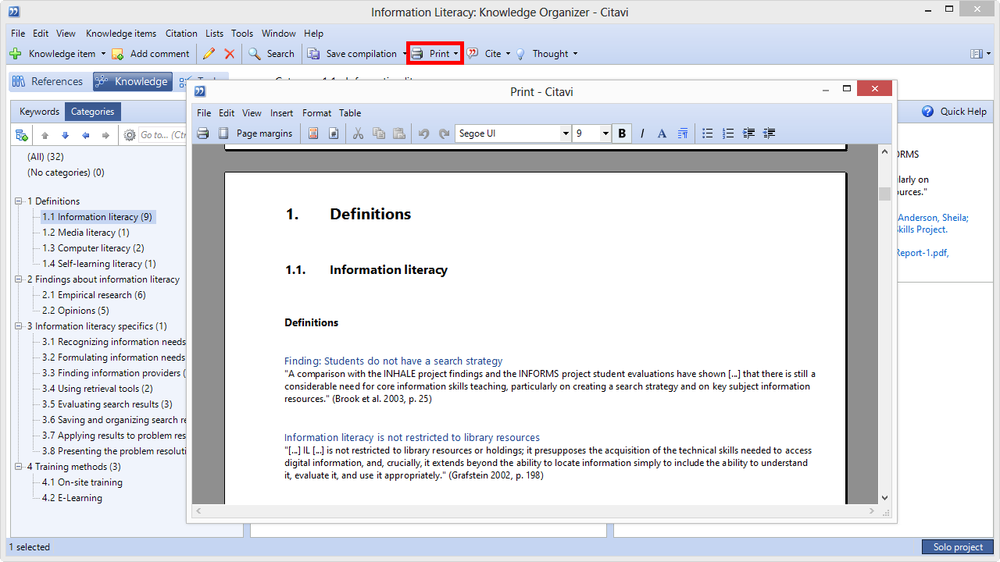 Information Literacy: Knowledge Organizer - Citavi
File Edit View Knowledge items Citation Lists Tools Window Help
Knowledge item Add comment Search Save compilation Print Cite Thought
References Knowledge
Print - Citavi
Keywords Categories
Quick Help
File Edit View Insert Format Table
Page margins Segoe UI 9 B I A
Go to... (Ctr
(All) (32)
(No categories) (0)
1 Definitions
1.1 Information literacy (9)
1.2 Media literacy (1)
1.3 Computer literacy (2)
1.4 Self-learning literacy (1)
2 Findings about information literacy
2.1 Empirical research (6)
2.2 Opinions (5)
3 Information literacy specifics (1)
3.1 Recognizing information needs
3.2 Formulating information needs
3.3 Finding information providers (
3.4 Using retrieval tools (2)
3.5 Evaluating search results (3)
3.6 Saving and organizing search re
3.7 Applying results to problem res
3.8 Presenting the problem resoluti
4 Training methods (3)
4.1 On-site training
4.2 E-Learning
1. Definitions
1.1. Information literacy
Definitions
Finding: Students do not have a search strategy
"A comparison with the INHALE project findings and the INFORMS project student evaluations have shown [...] that there is still a
considerable need for core information skills teaching, particularly on creating a search strategy and on key subject information
resources." (Brook et al. 2003, p. 25)
Information literacy is not restricted to library resources
"[...] IL [...] is not restricted to library resources or holdings; it presupposes the acquisition of the technical skills needed to access
digital information, and, crucially, it extends beyond the ability to locate information simply to include the ability to understand
it, evaluate it, and use it appropriately." (Grafstein 2002, p. 198)
ORMS
larly on
ources."
Anderson, Sheila;
Skills Project.
Report-1.pdf,
1 selected
Solo project